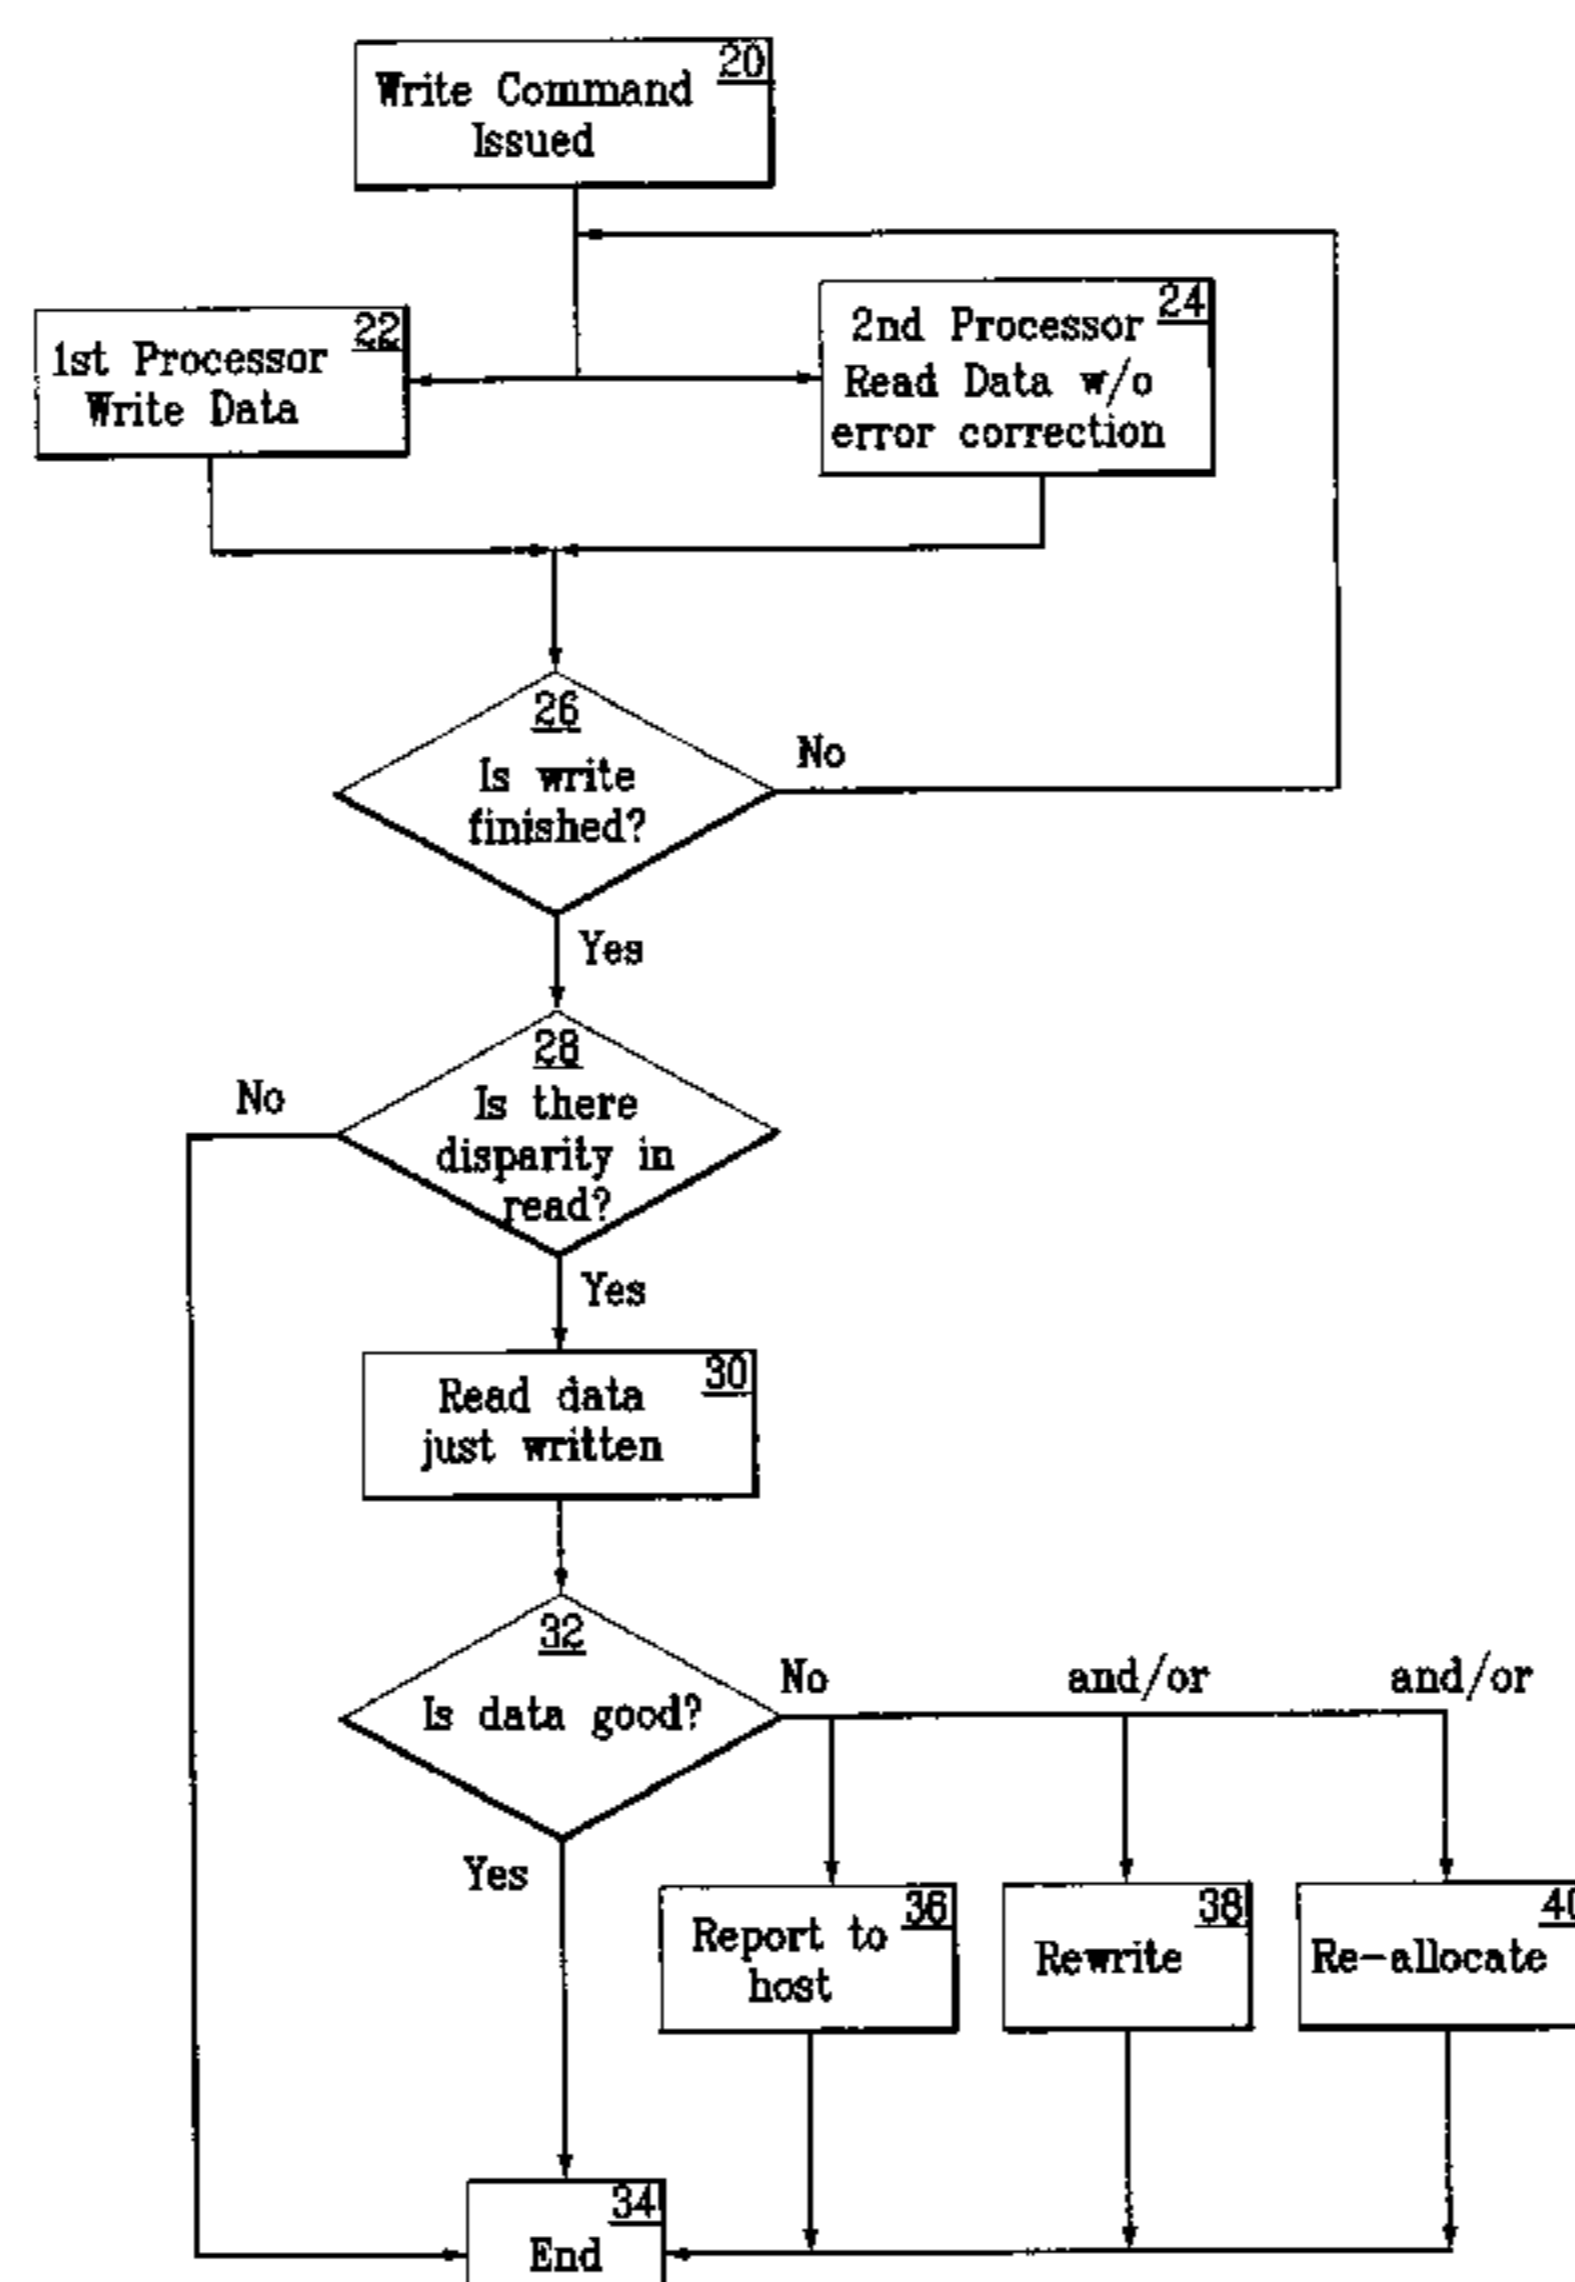 20
Write Command
Issued
22
1st Processor
Write Data
24
2nd Processor
Read Data w/o
error correction
26
Is write
finished?
No
Yes
28
Is there
disparity in
read?
No
Yes
30
Read data
just written
32
Is data good?
No
and/or
and/or
Yes
36
Report to
host
38
Rewrite
40
Re-allocate
34
End